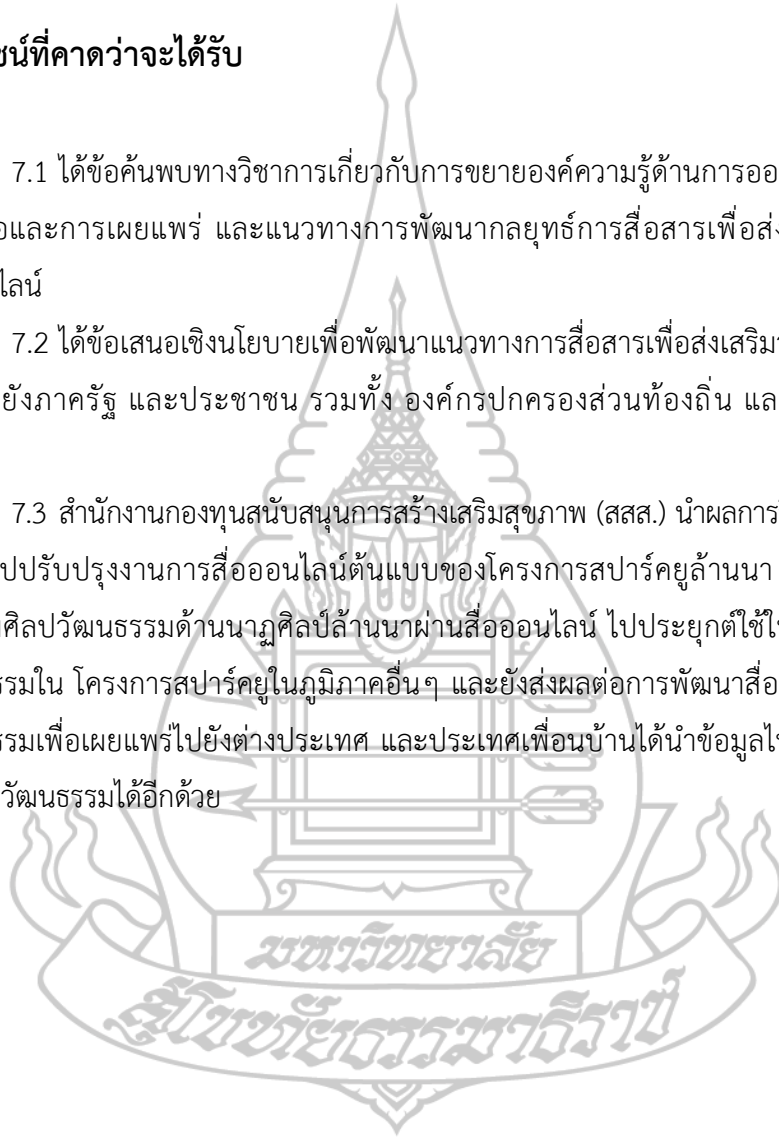 ชน์ที่คาดว่าจะได้รับ
7.1 ได้ข้อค้นพบทางวิชาการเกี่ยวกับการขยายองค์ความรู้ด้านการออ
อและการเผยแพร่ และแนวทางการพัฒนากลยุทธ์การสื่อสารเพื่อส่ง
ไลน์
7.2 ได้ข้อเสนอเชิงนโยบายเพื่อพัฒนาแนวทางการสื่อสารเพื่อส่งเสริม
ยังภาครัฐ และประชาชน รวมทั้ง องค์กรปกครองส่วนท้องถิ่น แล
7.3 สำนักงานกองทุนสนับสนุนการสร้างเสริมสุขภาพ (สสส.) นำผลการ
ปปรับปรุงงานการสื่อออนไลน์ต้นแบบของโครงการสปาร์คยูล้านนา
ศิลปวัฒนธรรมด้านนาฏศิลป์ล้านนาผ่านสื่อออนไลน์ ไปประยุกต์ใช้ใ
รรมใน โครงการสปาร์คยูในภูมิภาคอื่นๆ และยังส่งผลต่อการพัฒนาสื่อ
รรมเพื่อเผยแพร่ไปยังต่างประเทศ และประเทศเพื่อนบ้านได้นำข้อมูลไ
วัฒนธรรมได้อีกด้วย
มหาวิทยาลัย
สุโขทัยธรรมาธิราช